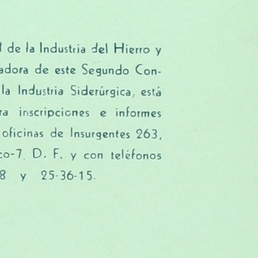 de la Industria del Hierro y
adora de este Segundo Con-
la Industria Siderúrgica, está
inscripciones e informes
oficinas de Insurgentes 263,
co-7, D. F. y con teléfonos
8 y 25-36-15.